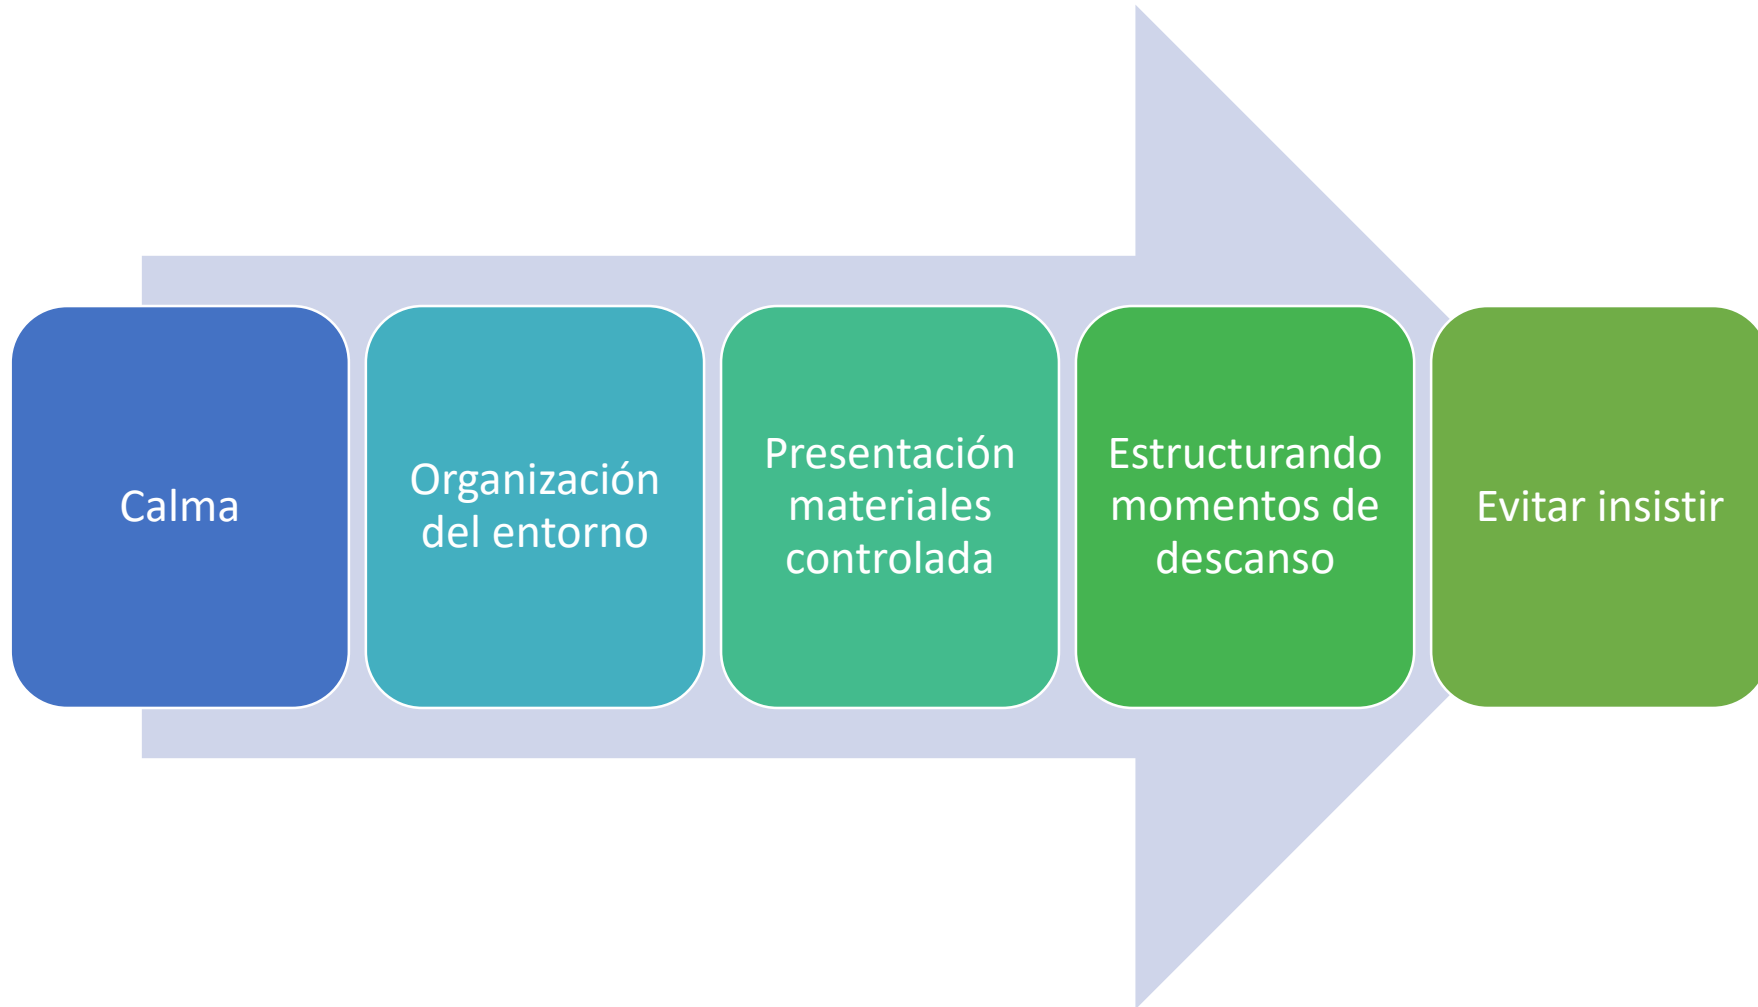 Calma
Organización
del entorno
Presentación
materiales
controlada
Estructurando
momentos de
descanso
Evitar insistir